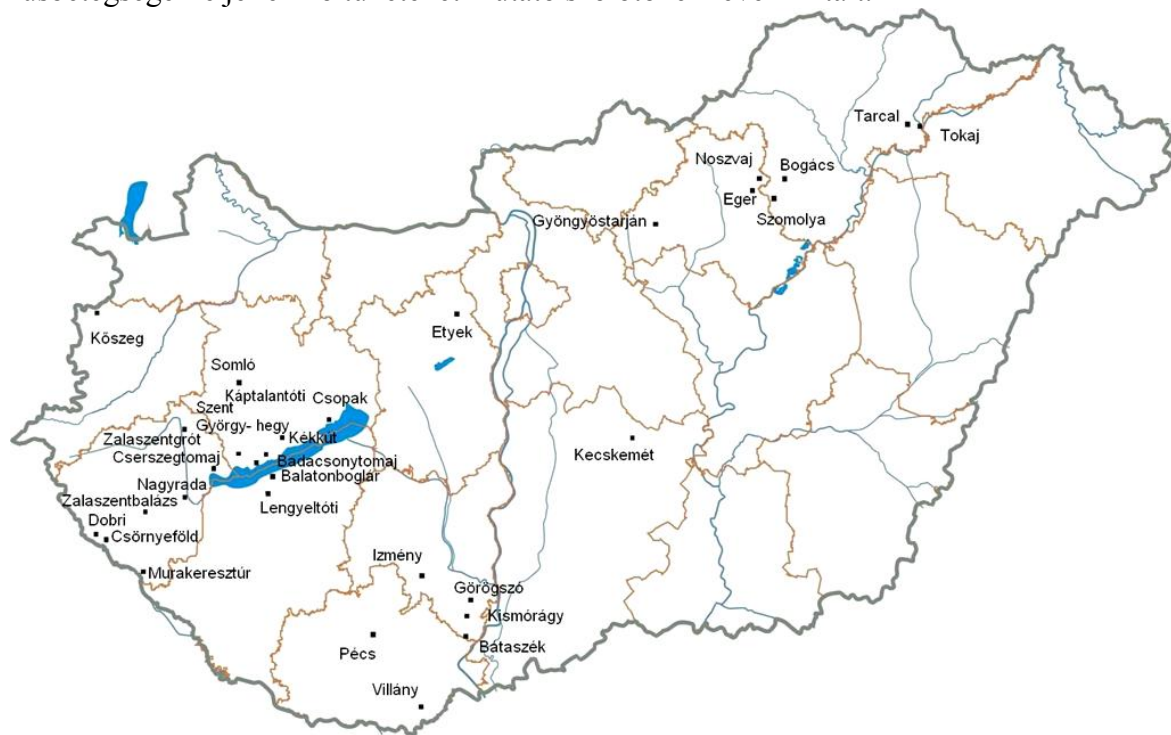 Tarcal
Tokaj
Noszvaj
Bogács
Eger
Szomolya
Gyöngyöstarján
Kőszeg
Etyek
Somló
Káptalantóti
Csopak
Szent
György- hegy
Kékkút
Zalaszentgrót
Cserszegtomaj
Badacsonytomaj
Kecskemét
Balatonboglár
Nagyrada
Zalaszentbalázs
Lengyeltóti
Dobri
Csörnyeföld
Murakeresztúr
Izmény
Görögszó
Kismórágy
Bátaszék
Pécs
Villány